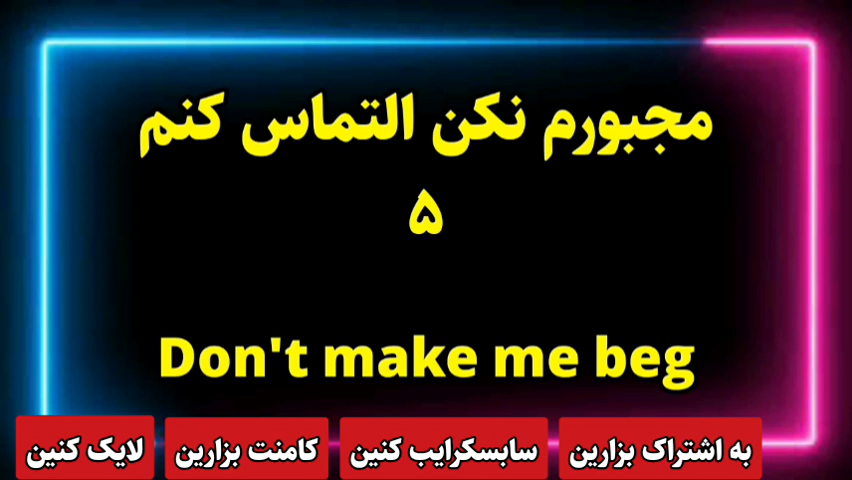 مجبورم نکن التماس کنم
۵
Don't make me beg
به اشتراک بزارین
سابسکرایب کنین
کامنت بزارین
لایک کنین